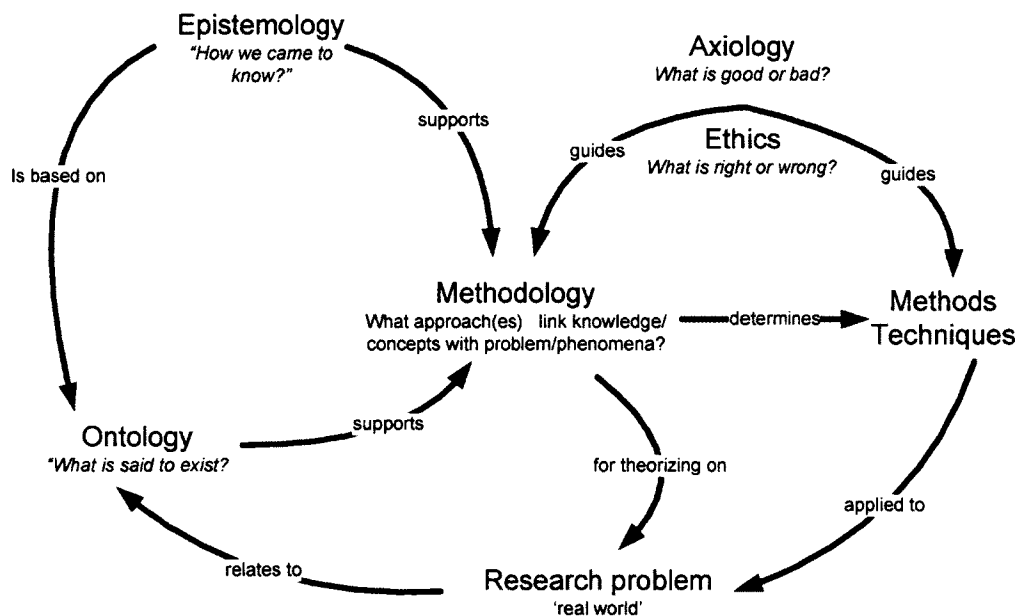 Epistemology
“How we came to
know?”
Axiology
What is good or bad?
supports
Ethics
guides
What is right or wrong?
Is based on
guides
Methodology
What approach(es) link knowledge/
concepts with problem/phenomena?
determines
Methods
Techniques
supports
Ontology
“What is said to exist?
for theorizing on
applied to
relates to
Research problem
‘real world’